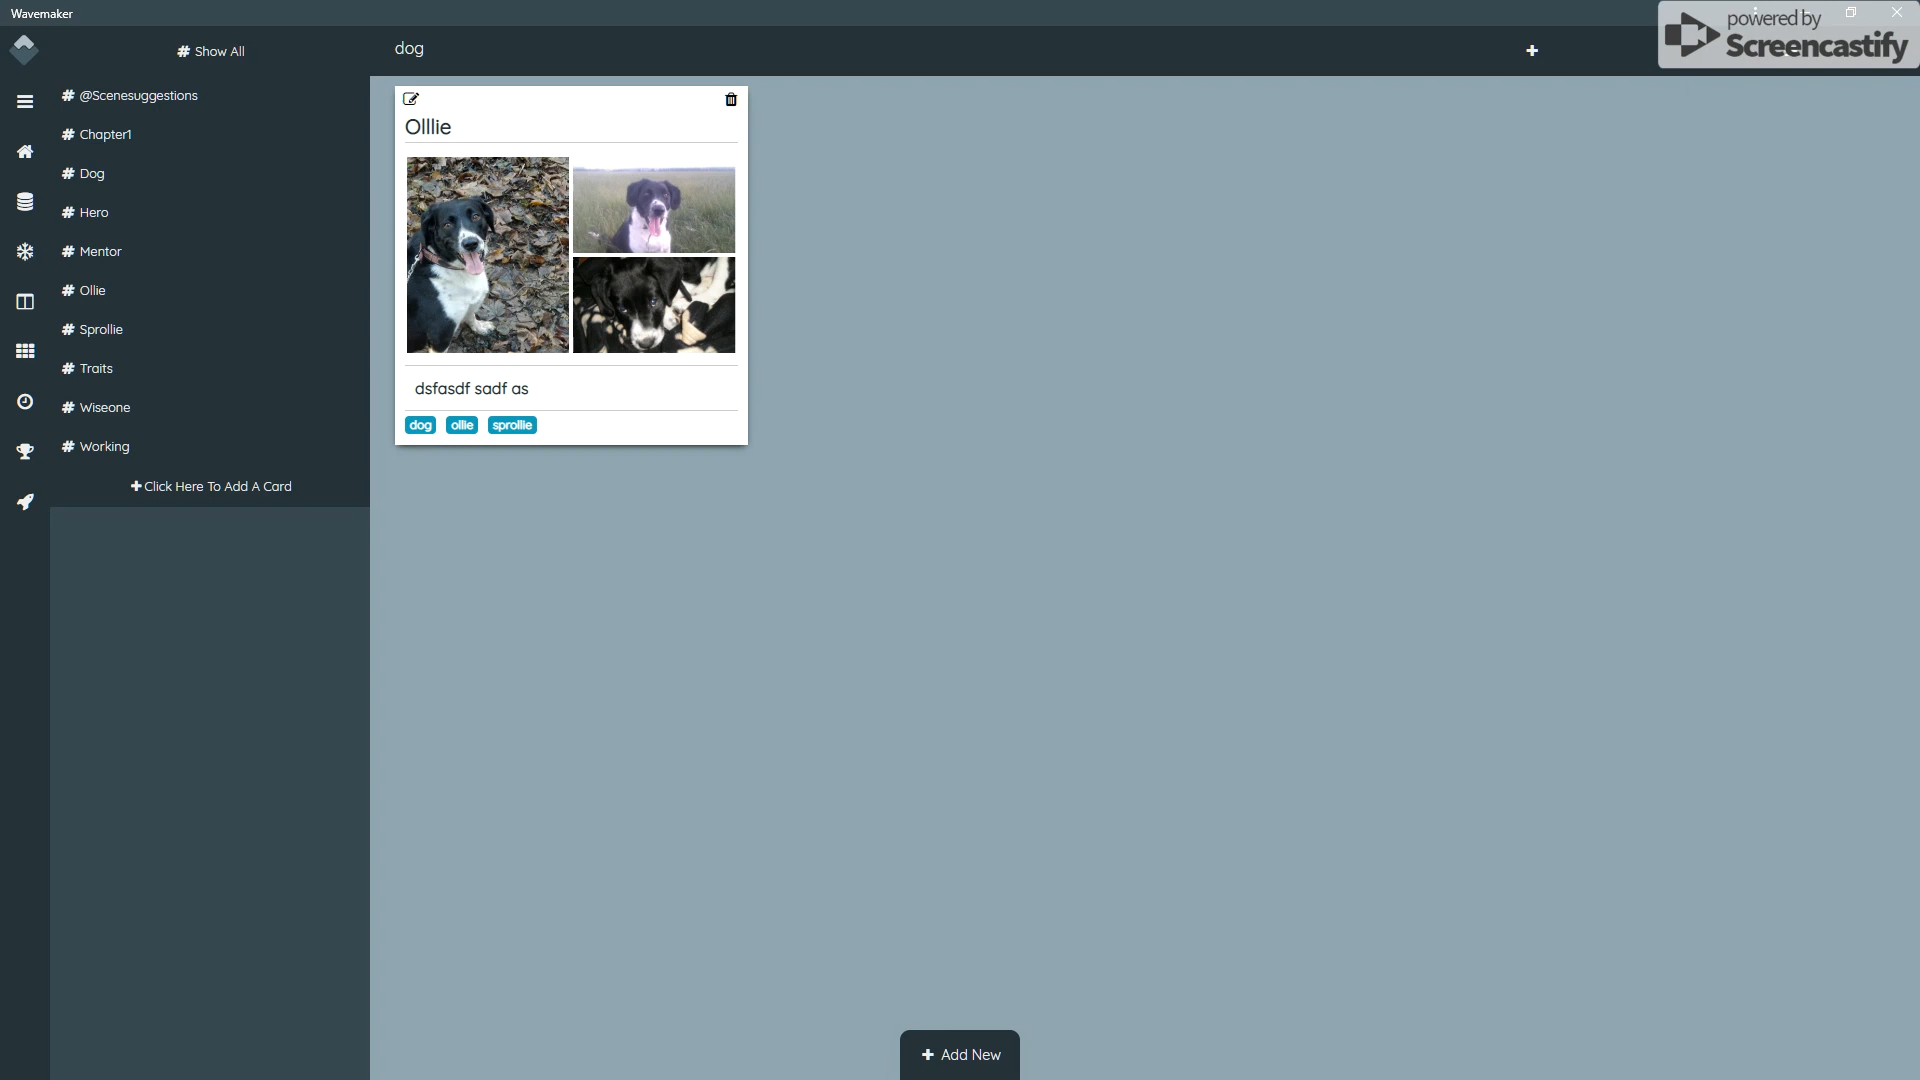 Wavemaker
powered by
Screencastify
# Show All
dog
# @Scenesuggestions
# Chapter1
# Dog
# Hero
# Mentor
# Ollie
# Sprollie
# Traits
# Wiseone
# Working
+ Click Here To Add A Card
Olllie
dsfasdf sadf as
dog ollie sprollie
+ Add New